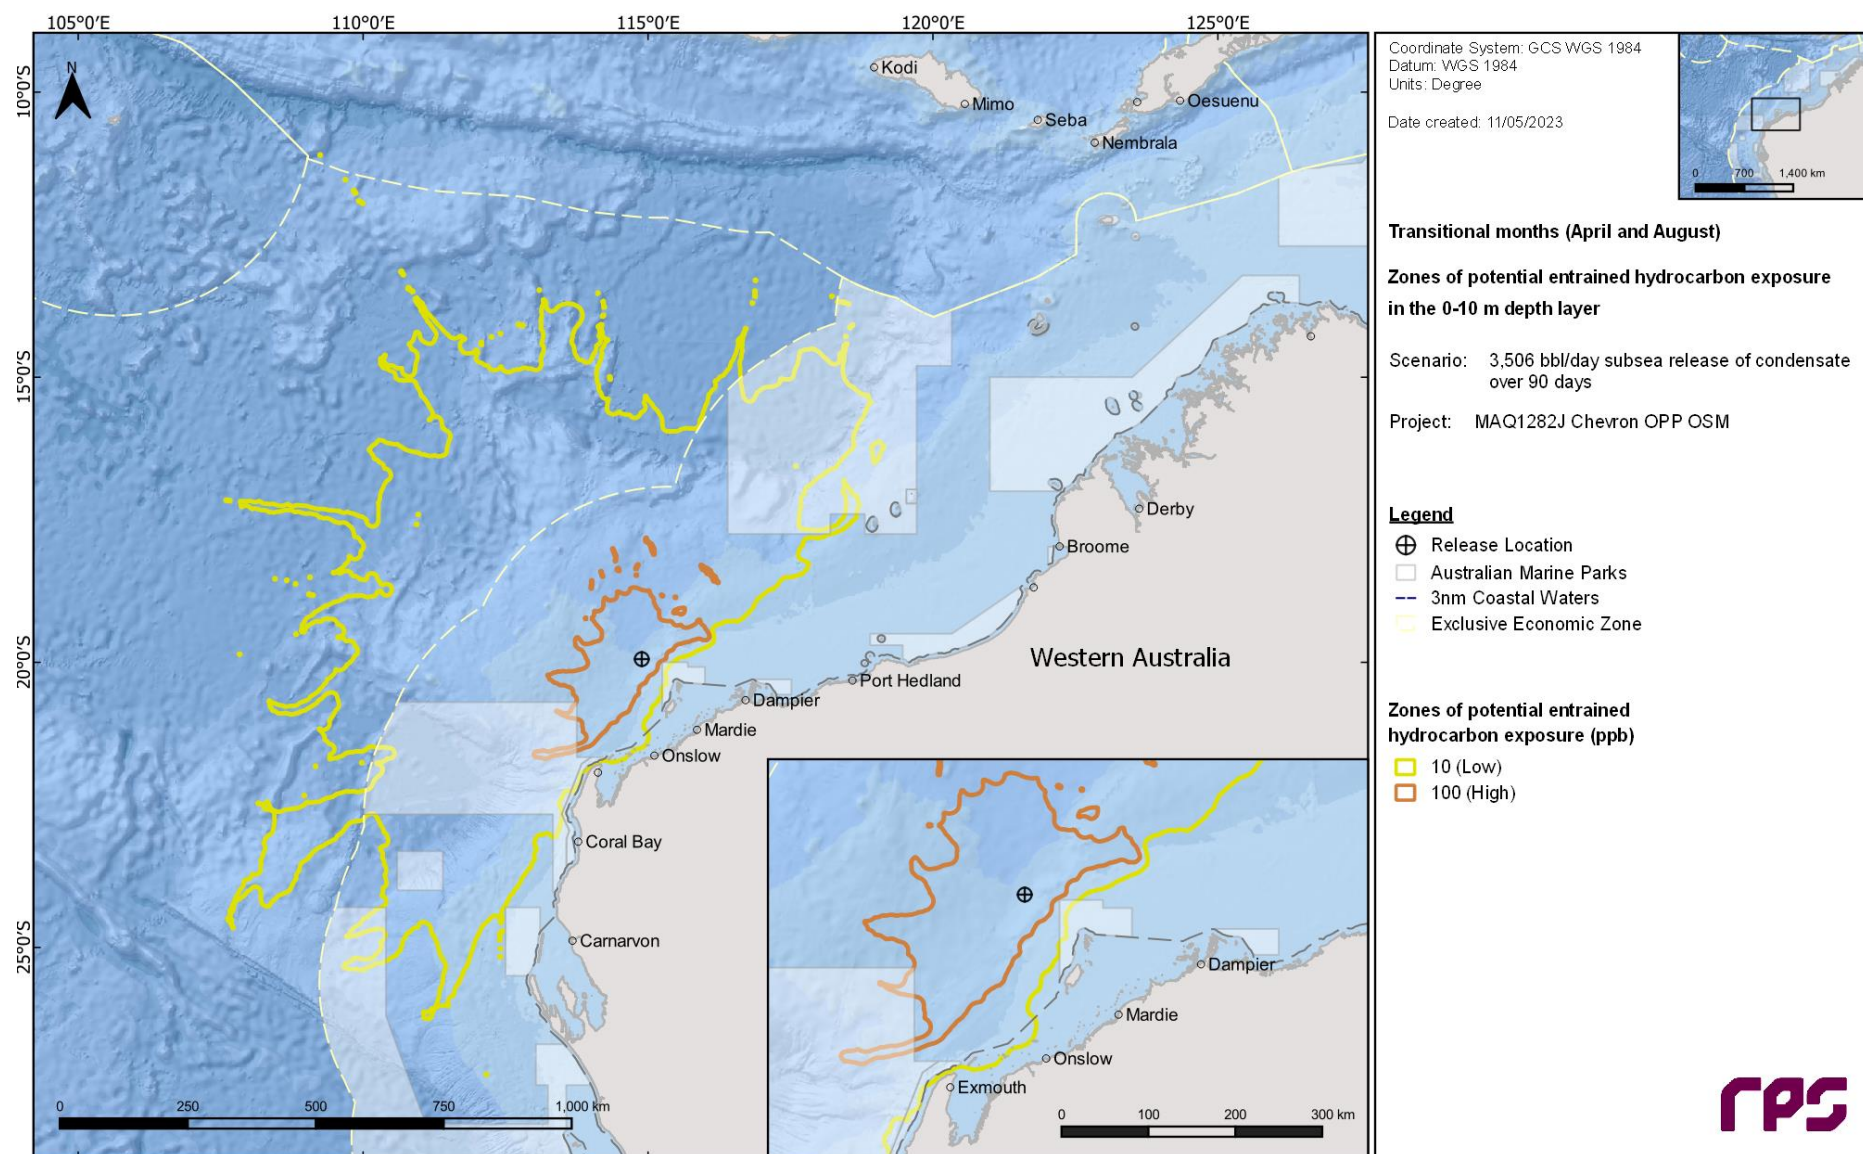 105°0'E 110°0'E 115°0'E 120°0'E 125°0'E
10°0'S
15°0'S
20°0'S
25°0'S
N
Kodi
Mimo
Seba
Oesuenu
Nembrala
Derby
Broome
Western Australia
Port Hedland
Dampier
Mardie
Onslow
Coral Bay
Carnarvon
0 250 500 750 1,000 km
Dampier
Mardie
Onslow
Exmouth
0 100 200 300 km
Coordinate System: GCS WGS 1984
Datum: WGS 1984
Units: Degree
Date created: 11/05/2023
0 700 1,400 km
Transitional months (April and August)
Zones of potential entrained hydrocarbon exposure
in the 0-10 m depth layer
Scenario: 3,506 bbl/day subsea release of condensate
over 90 days
Project: MAQ1282J Chevron OPP OSM
Legend
Release Location
Australian Marine Parks
3nm Coastal Waters
Exclusive Economic Zone
Zones of potential entrained
hydrocarbon exposure (ppb)
10 (Low)
100 (High)
rps